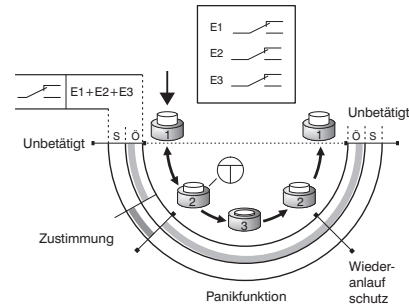 E1
E2
E3
E1+E2+E3
S Ö
Ö S
Unbetätigt
Unbetätigt
1
1
2
2
3
Zustimmung
Panikfunktion
Wieder-
anlauf
schutz